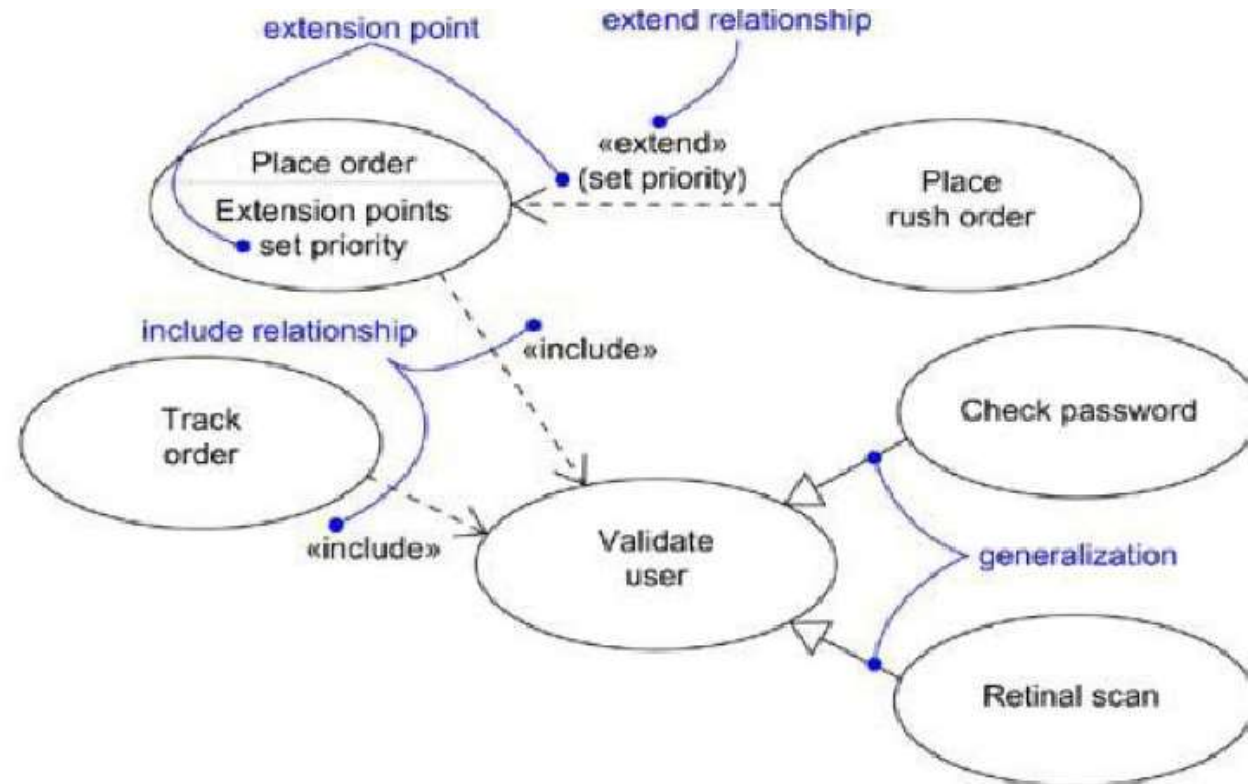 extension point
extend relationship
«extend»
(set priority)
Place order
Extension points
set priority
Place
rush order
include relationship
«include»
Track
order
Check password
«include»
Validate
user
generalization
Retinal scan